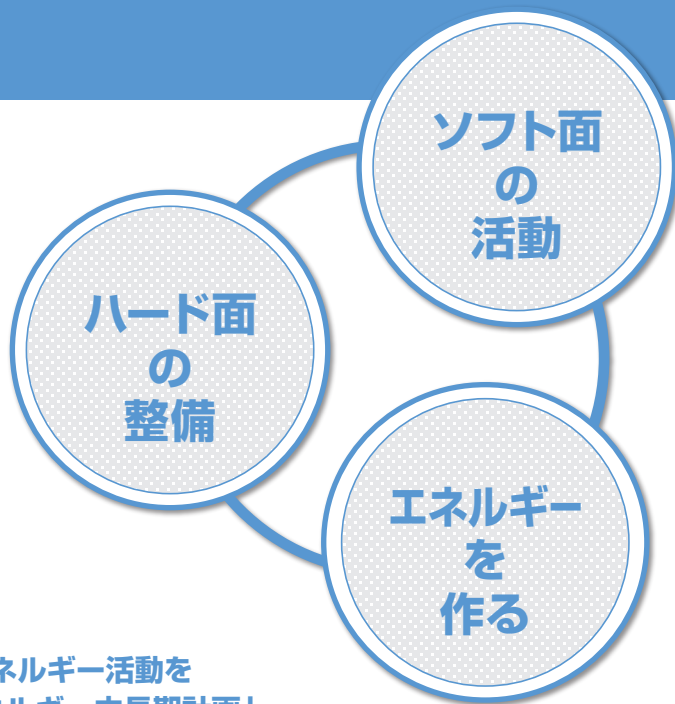 ソフト面
の
活動
ハード面
の
整備
エネルギー
を
作る
ネルギー活動を